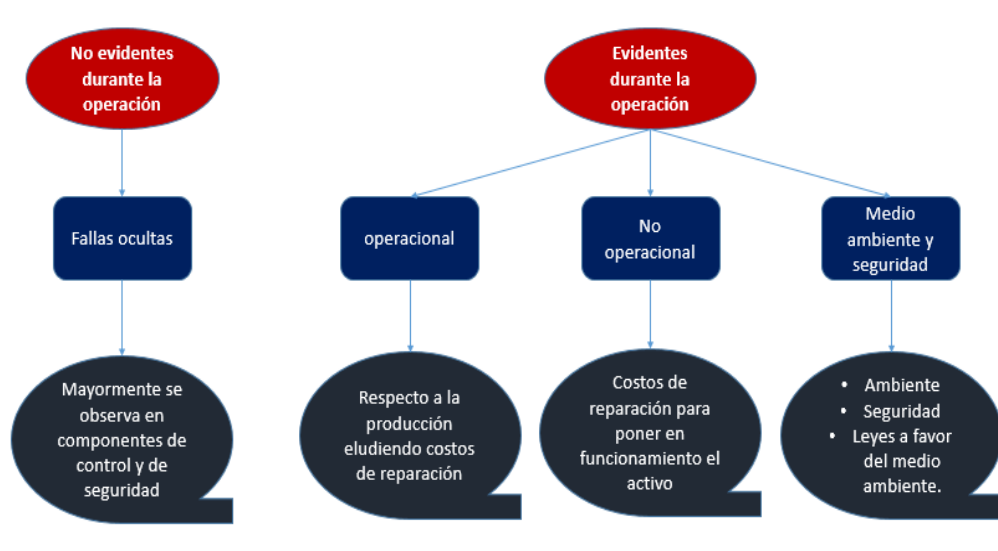 No evidentes
durante la
operación
Evidentes
durante la
operación
Fallas ocultas
operacional
No
operacional
Medio
ambiente y
seguridad
Mayormente se
observa en
componentes de
control y de
seguridad
Respecto a la
producción
eludiendo costos
de reparación
Costos de
reparación para
poner en
funcionamiento el
activo
• Ambiente
• Seguridad
• Leyes a favor
del medio
ambiente.